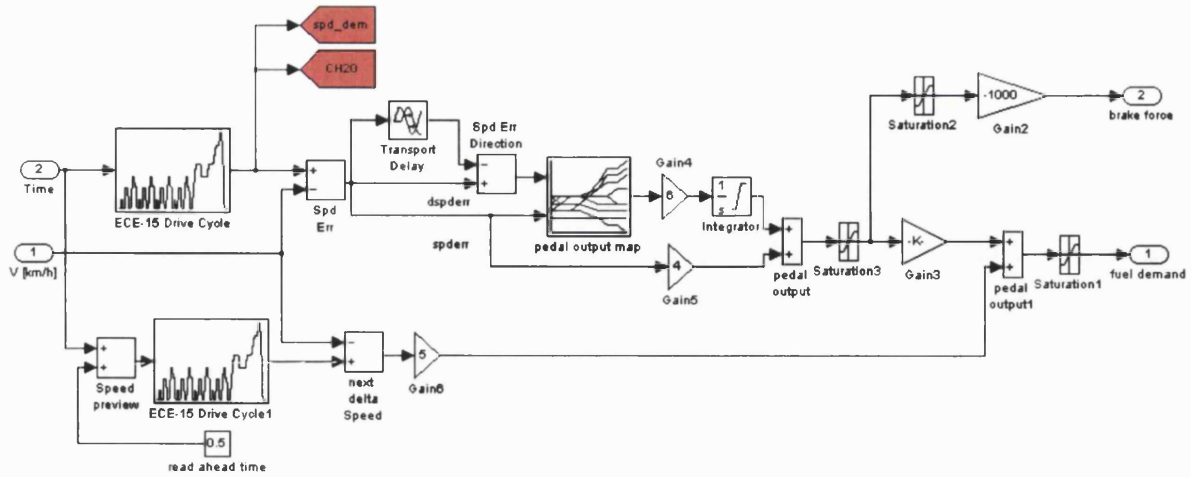 spd_dem
CH20
2
Time
ECE-15 Drive Cycle
1
V [km/h]
Spd
Err
Transport
Delay
Spd Err
Direction
dspderr
spderr
pedal output map
Gain4
6
1
s
Integrator
4
Gain5
pedal
output
Saturation3
Saturation2
-1000
Gain2
2
brake force
-K-
Gain3
pedal
output1
Saturation1
1
fuel demand
Speed
preview
ECE-15 Drive Cycle1
next
delta
Speed
5
Gain6
0.5
read ahead time